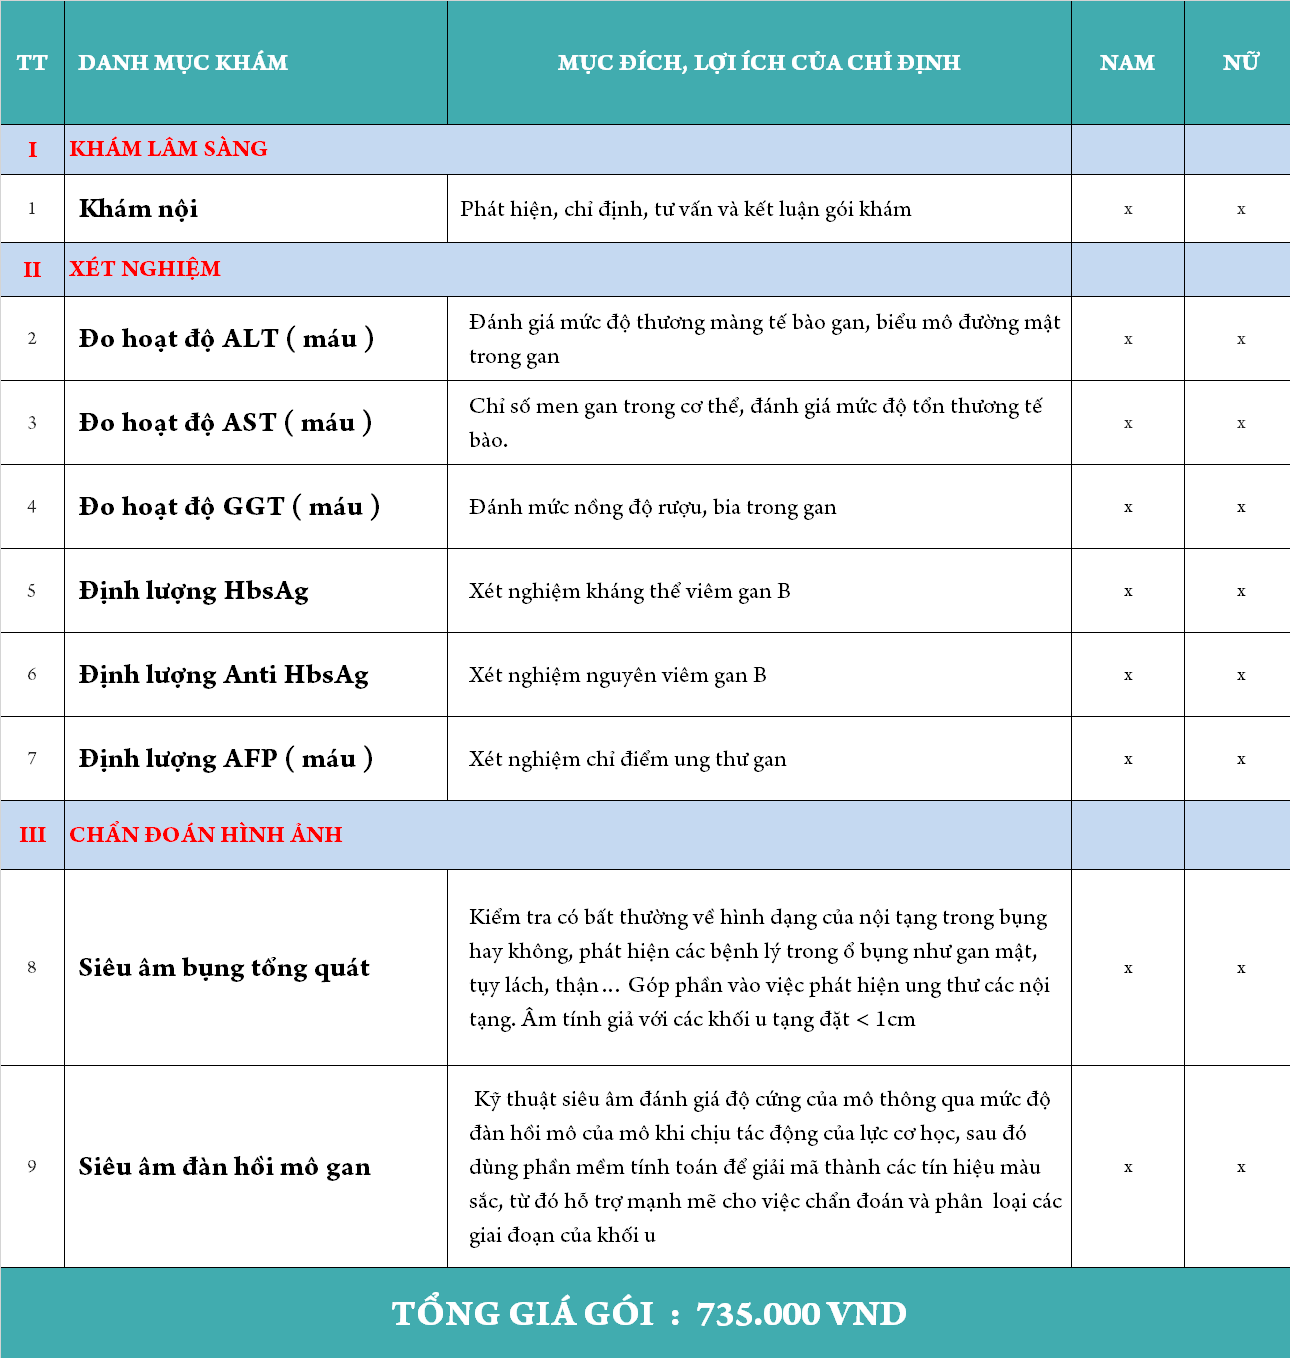 TT DANH MỤC KHÁM MỤC ĐÍCH, LỢI ÍCH CỦA CHỈ ĐỊNH NAM NỮ
I KHÁM LÂM SÀNG
1 Khám nội Phát hiện, chỉ định, tư vấn và kết luận gói khám x x
II XÉT NGHIỆM
2 Đo hoạt độ ALT ( máu ) Đánh giá mức độ thương màng tế bào gan, biểu mô đường mật x x
trong gan
3 Đo hoạt độ AST ( máu ) Chỉ số men gan trong cơ thể, đánh giá mức độ tổn thương tế x x
bào.
4 Đo hoạt độ GGT ( máu ) Đánh mức nồng độ rượu, bia trong gan x x
5 Định lượng HbsAg Xét nghiệm kháng thể viêm gan B x x
6 Định lượng Anti HbsAg Xét nghiệm nguyên viêm gan B x x
7 Định lượng AFP ( máu ) Xét nghiệm chỉ điểm ung thư gan x x
III CHẨN ĐOÁN HÌNH ẢNH
8 Siêu âm bụng tổng quát Kiểm tra có bất thường về hình dạng của nội tạng trong bụng x x
hay không, phát hiện các bệnh lý trong ổ bụng như gan mật,
tụy lách, thận… Góp phần vào việc phát hiện ung thư các nội
tạng. Âm tính giả với các khối u tạng đặt < 1cm
9 Siêu âm đàn hồi mô gan Kỹ thuật siêu âm đánh giá độ cứng của mô thông qua mức độ x x
đàn hồi mô của mô khi chịu tác động của lực cơ học, sau đó
dùng phần mềm tính toán để giải mã thành các tín hiệu màu
sắc, từ đó hỗ trợ mạnh mẽ cho việc chẩn đoán và phân loại các
giai đoạn của khối u
TỔNG GIÁ GÓI : 735.000 VND